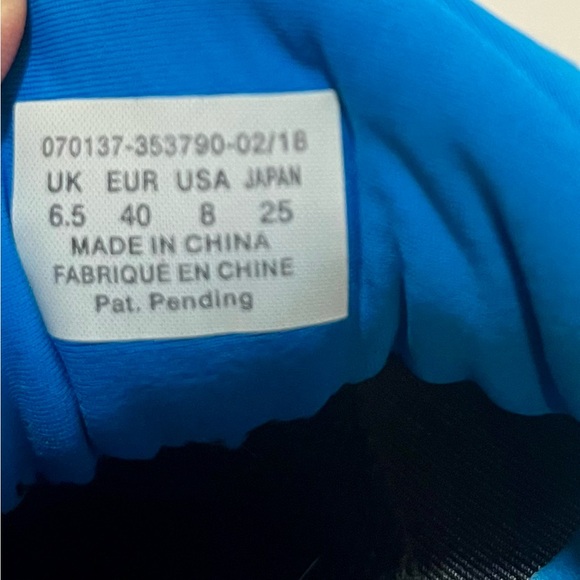 070137-353790-02/18
UK EUR USA JAPAN
6.5 40 8 25
MADE IN CHINA
FABRIQUÉ EN CHINE
Pat. Pending